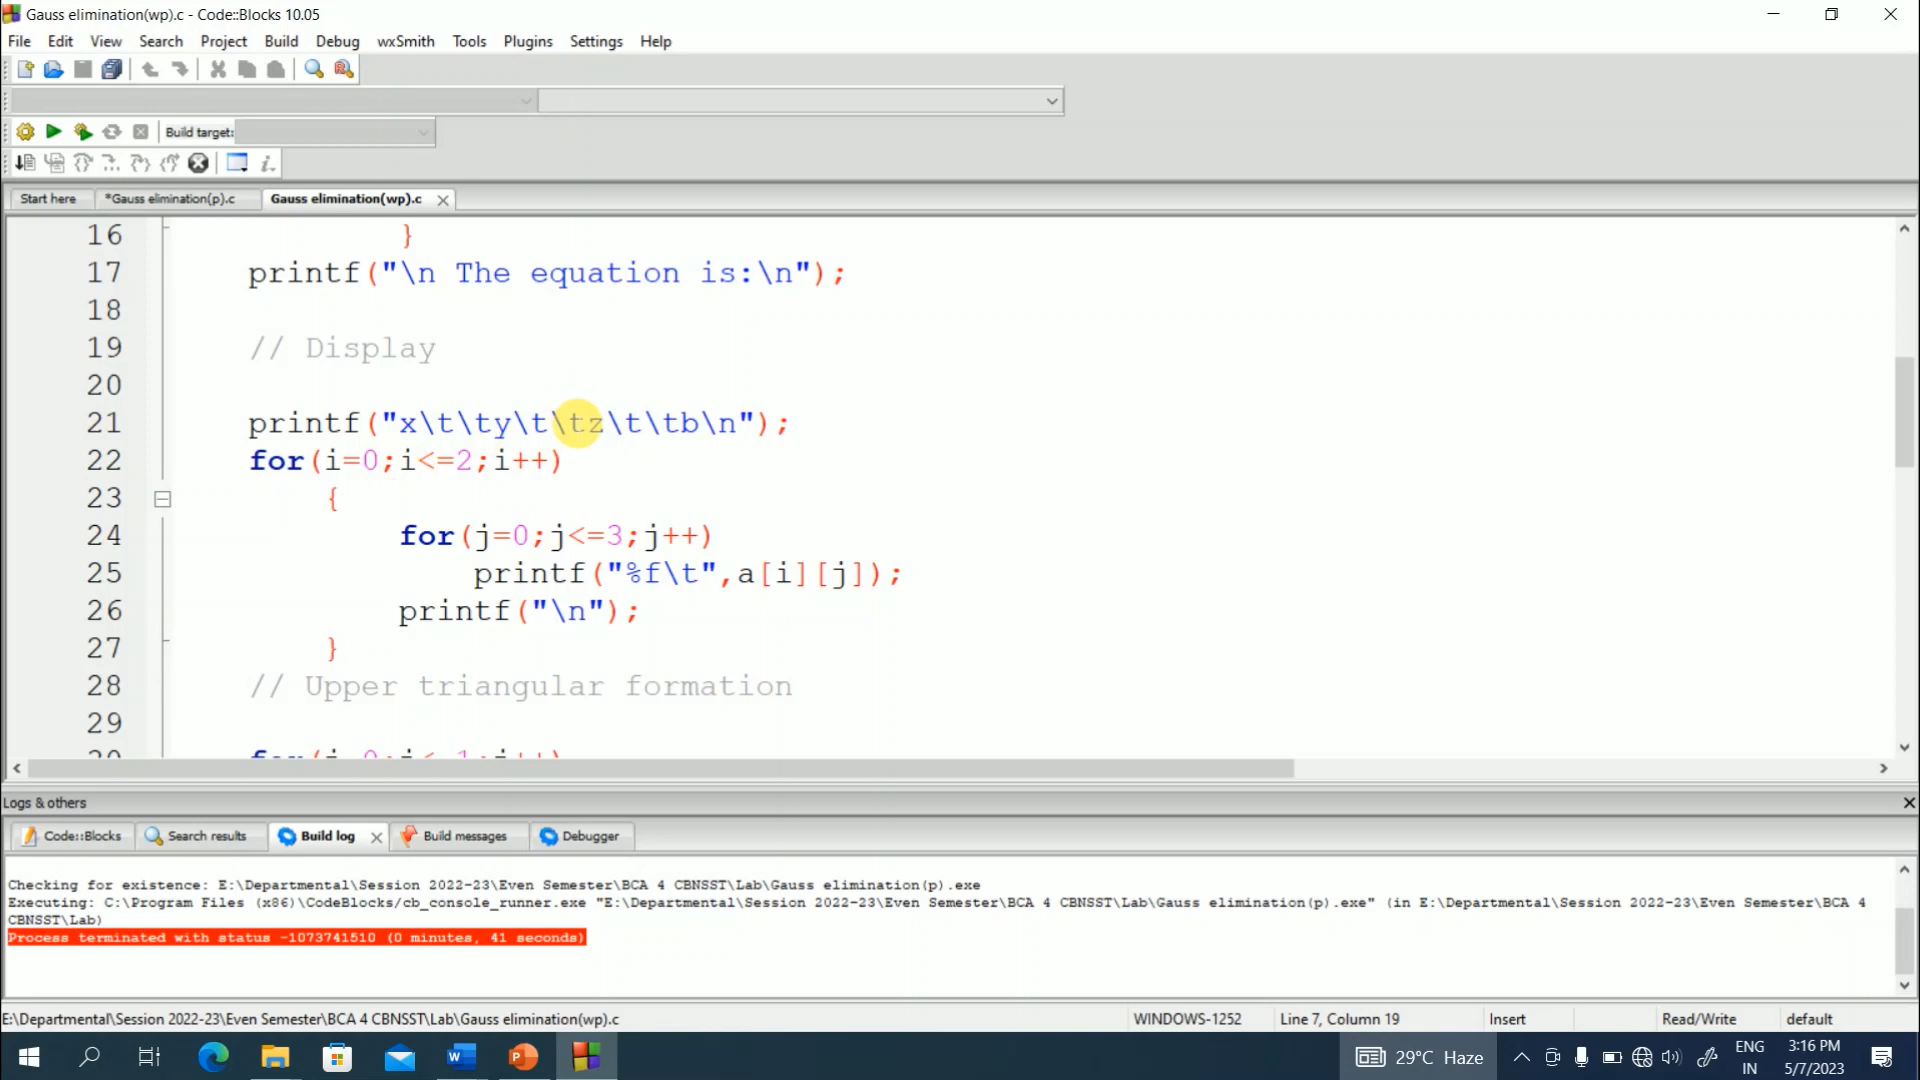 Gauss elimination(wp).c - Code::Blocks 10.05
File Edit View Search Project Build Debug wxSmith Tools Plugins Settings Help
Build target:
Start here *Gauss elimination(p).c Gauss elimination(wp).c
16 }
17 printf("\n The equation is:\n");
18
19 // Display
20
21 printf("x\t\ty\t\tz\t\tb\n");
22 for(i=0;i<=2;i++)
23 {
24 for(j=0;j<=3;j++)
25 printf("%f\t",a[i][j]);
26 printf("\n");
27 }
28 // Upper triangular formation
29
Logs & others
Code::Blocks Search results Build log Build messages Debugger
Checking for existence: E:\Departmental\Session 2022-23\Even Semester\BCA 4 CBNSST\Lab\Gauss elimination(p).exe
Executing: C:\Program Files (x86)\CodeBlocks/cb_console_runner.exe "E:\Departmental\Session 2022-23\Even Semester\BCA 4 CBNSST\Lab\Gauss elimination(p).exe" (in E:\Departmental\Session 2022-23\Even Semester\BCA 4
CBNSST\Lab)
Process terminated with status -1073741510 (0 minutes, 41 seconds)
E:\Departmental\Session 2022-23\Even Semester\BCA 4 CBNSST\Lab\Gauss elimination(wp).c WINDOWS-1252 Line 7, Column 19 Insert Read/Write default
29°C Haze ENG IN 3:16 PM 5/7/2023